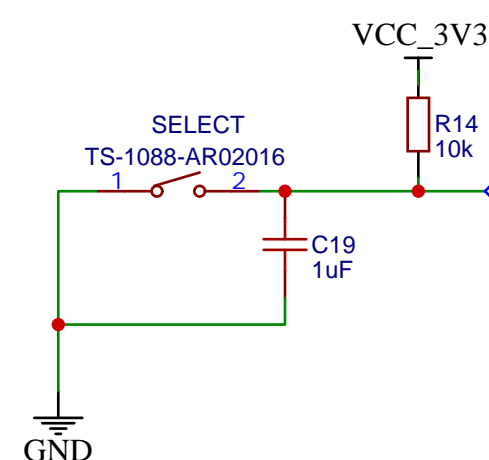 VCC_3V3
SELECT
TS-1088-AR02016
1
2
R14
10k
C19
1uF
GND